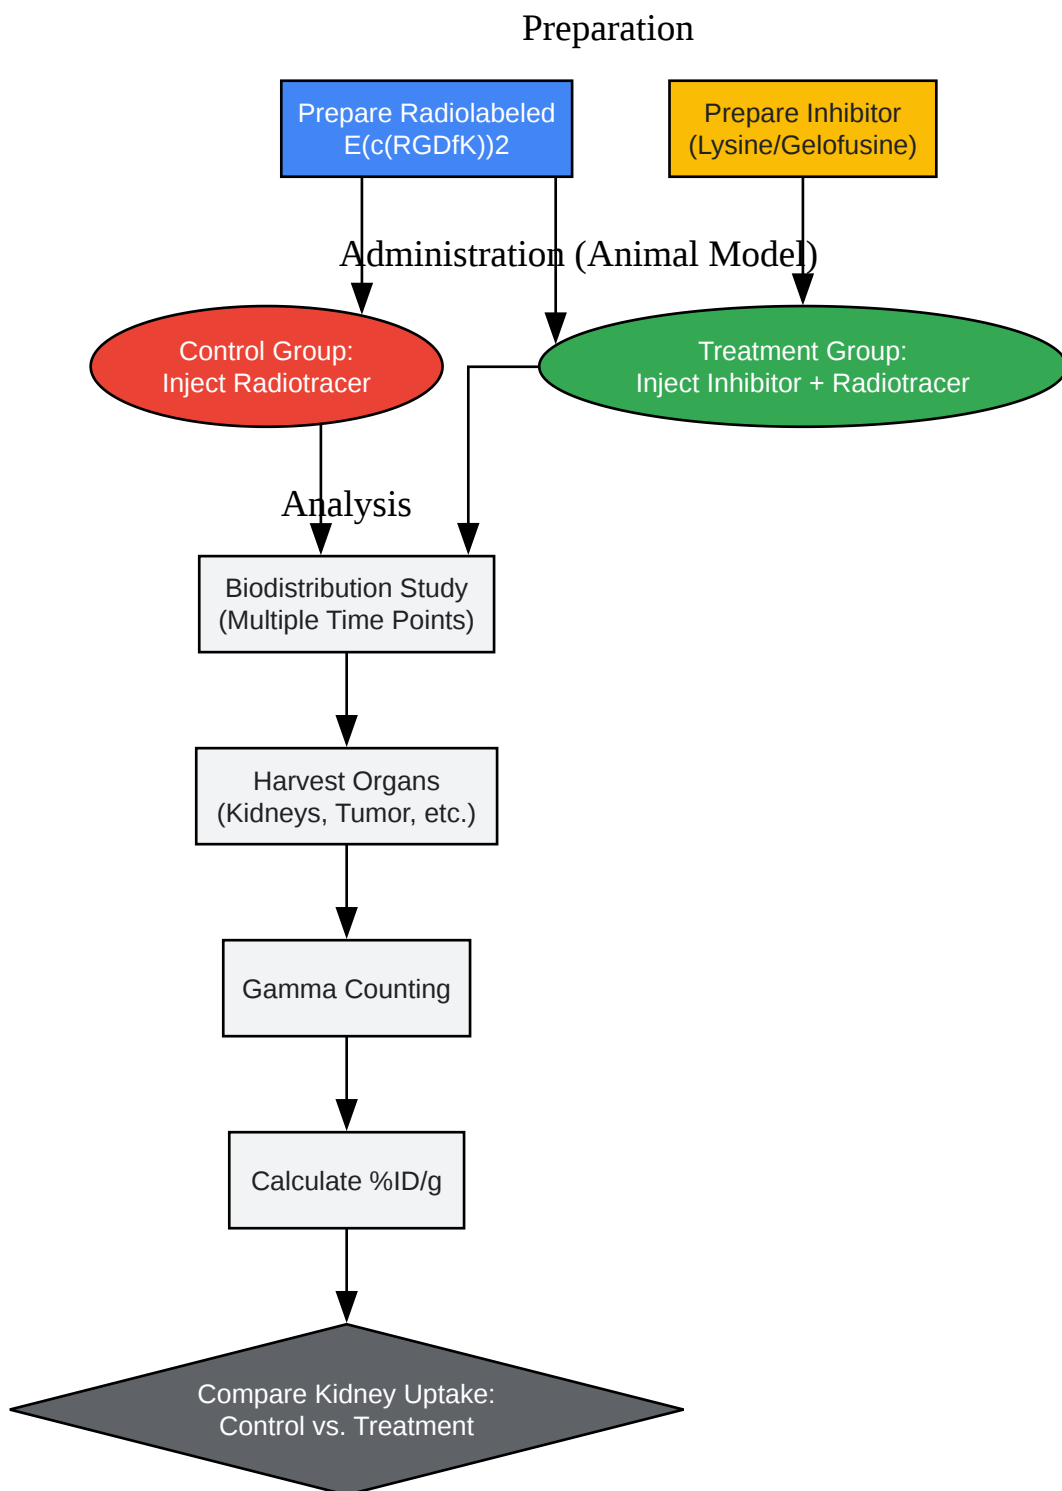 Preparation
Prepare Radiolabeled
E(c(RGDfK))2
Prepare Inhibitor
(Lysine/Gelofusine)
Administration (Animal Model)
Control Group:
Inject Radiotracer
Treatment Group:
Inject Inhibitor + Radiotracer
Analysis
Biodistribution Study
(Multiple Time Points)
Harvest Organs
(Kidneys, Tumor, etc.)
Gamma Counting
Calculate %ID/g
Compare Kidney Uptake:
Control vs. Treatment